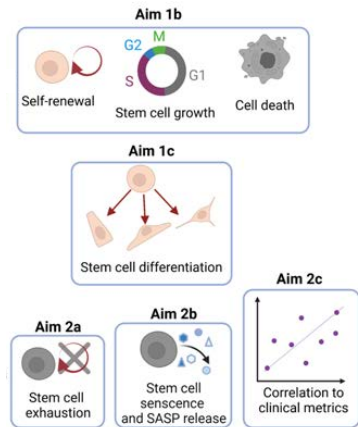 Aim 1b
G2 M
S G1
Self-renewal
Stem cell growth
Cell death
Aim 1c
Stem cell differentiation
Aim 2a
Stem cell
exhaustion
Aim 2b
Stem cell
senscence
and SASP release
Aim 2c
Correlation to
clinical metrics